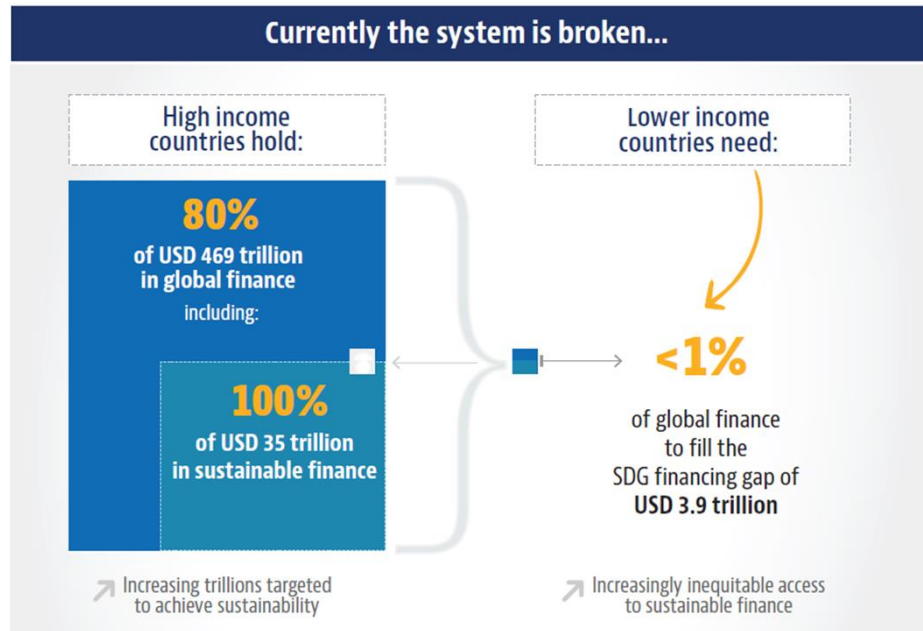 Currently the system is broken...
High income
countries hold:
80%
of USD 469 trillion
in global finance
including:
100%
of USD 35 trillion
in sustainable finance
Increasing trillions targeted
to achieve sustainability
Lower income
countries need:
<1%
of global finance
to fill the
SDG financing gap of
USD 3.9 trillion
Increasingly inequitable access
to sustainable finance